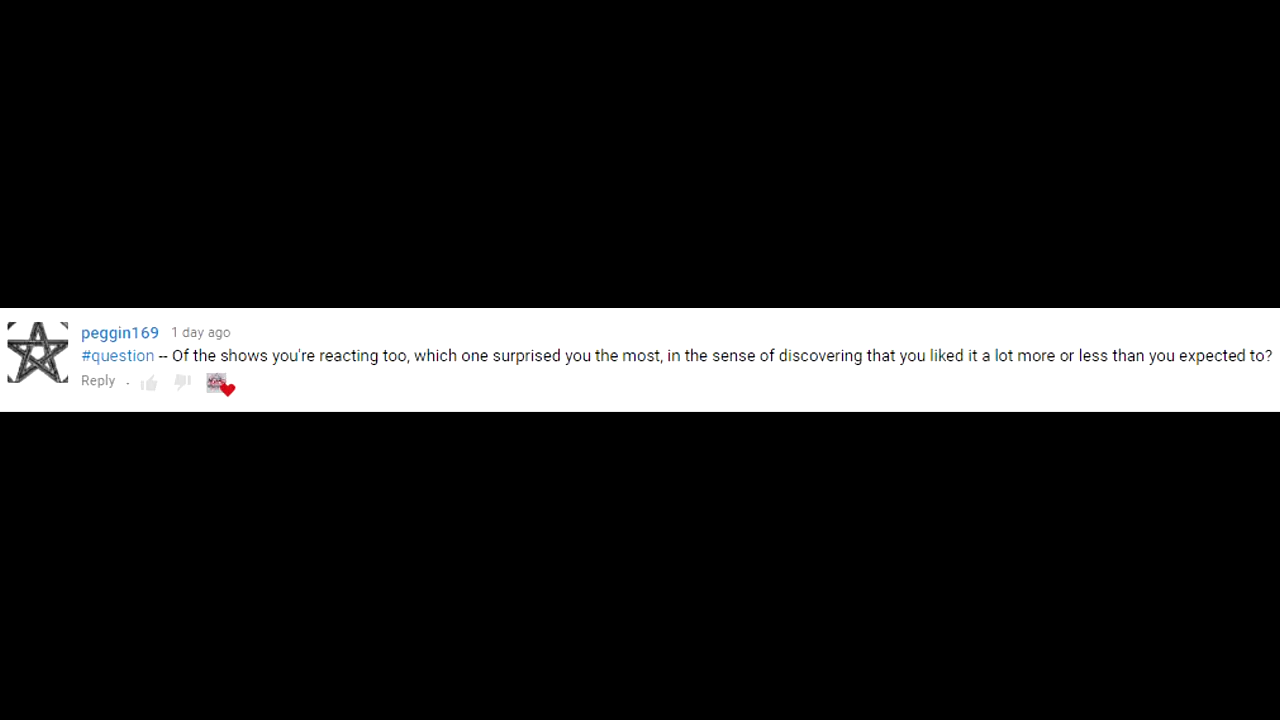 peggin169 1 day ago
#question -- Of the shows you're reacting too, which one surprised you the most, in the sense of discovering that you liked it a lot more or less than you expected to?
Reply .